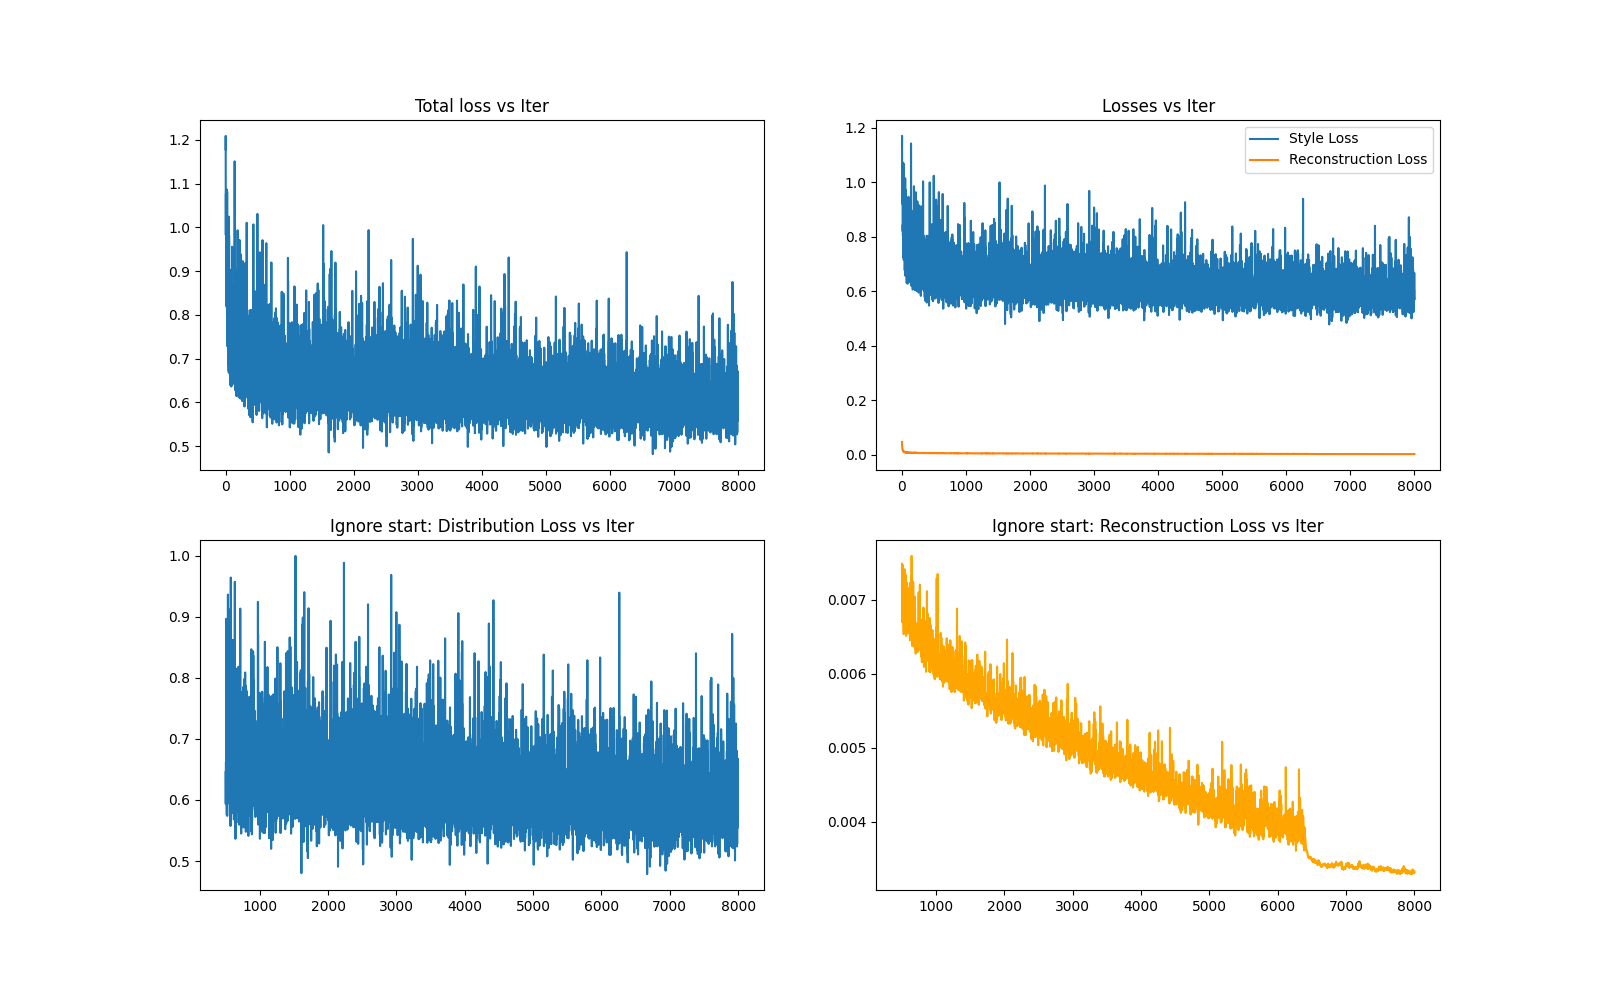 Total loss vs Iter
1.2
1.1
1.0
0.9
0.8
0.7
0.6
0.5
0 1000 2000 3000 4000 5000 6000 7000 8000
Losses vs Iter
Style Loss
Reconstruction Loss
1.2
1.0
0.8
0.6
0.4
0.2
0.0
0 1000 2000 3000 4000 5000 6000 7000 8000
Ignore start: Distribution Loss vs Iter
1.0
0.9
0.8
0.7
0.6
0.5
1000 2000 3000 4000 5000 6000 7000 8000
Ignore start: Reconstruction Loss vs Iter
0.007
0.006
0.005
0.004
1000 2000 3000 4000 5000 6000 7000 8000